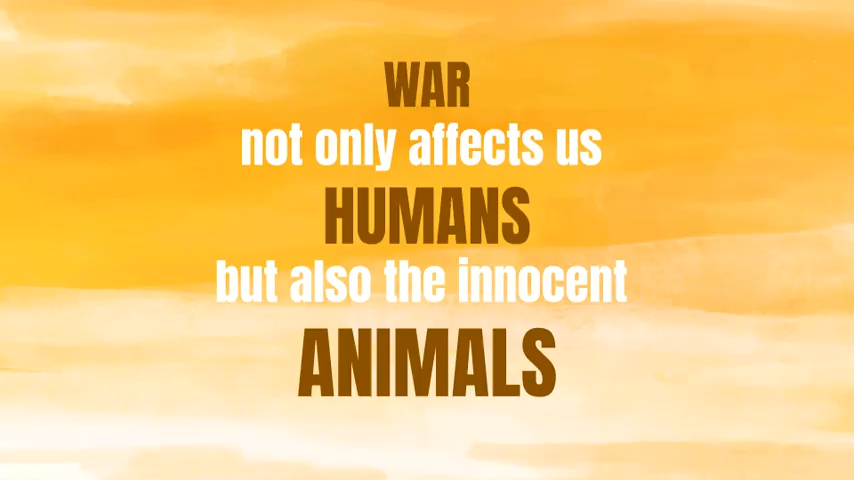 WAR
not only affects us
HUMANS
but also the innocent
ANIMALS